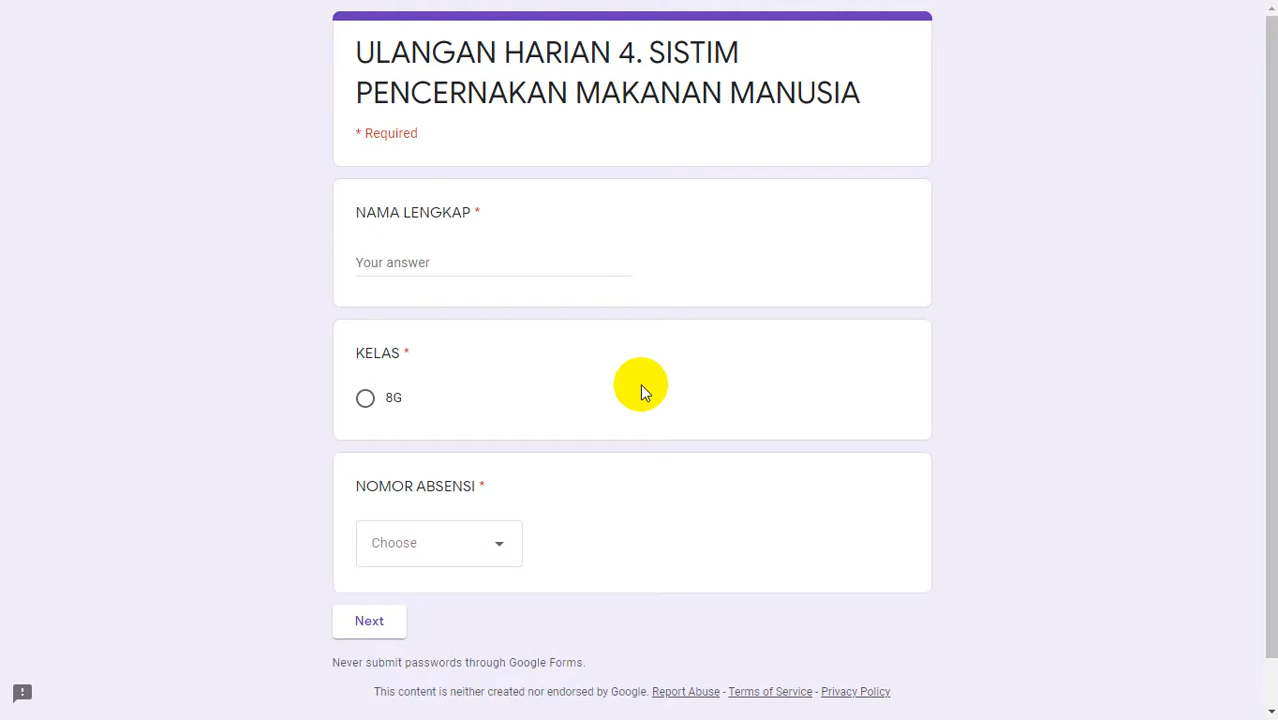 ULANGAN HARIAN 4. SISTIM
PENCERNAKAN MAKANAN MANUSIA
* Required
NAMA LENGKAP *
Your answer
KELAS *
8G
NOMOR ABSENSI *
Choose
Next
Never submit passwords through Google Forms.
This content is neither created nor endorsed by Google. Report Abuse - Terms of Service - Privacy Policy